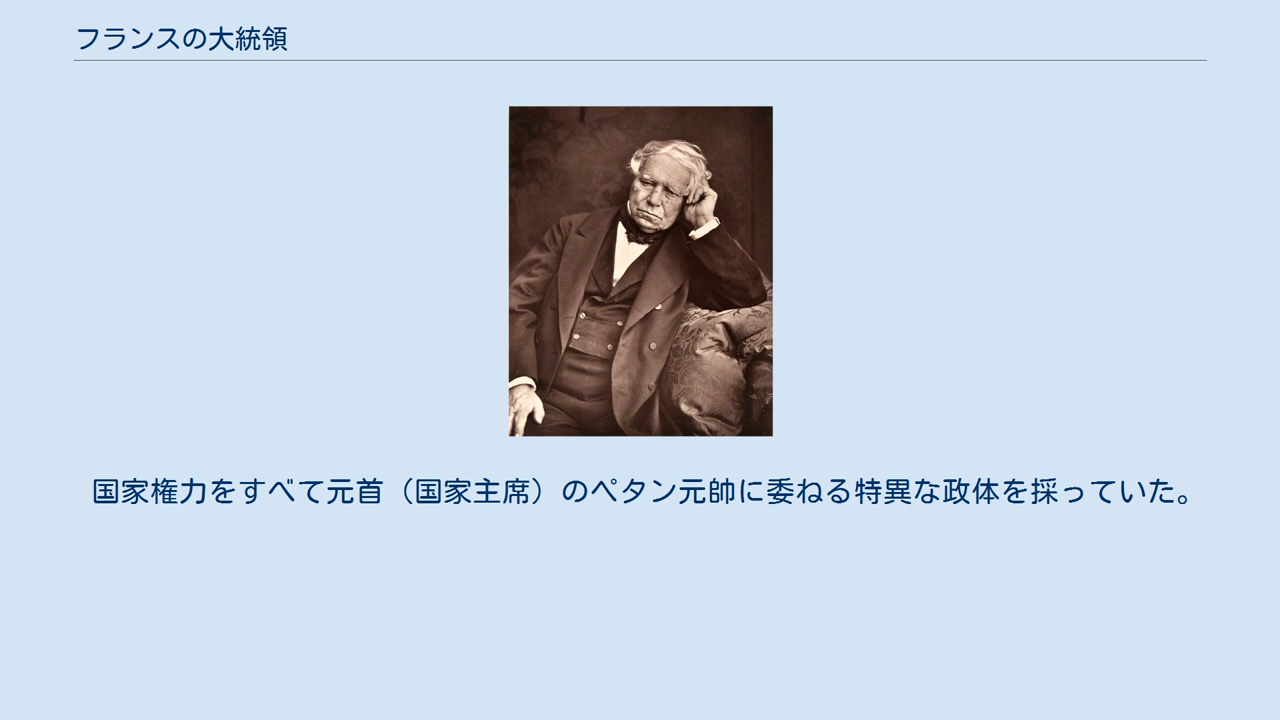 フランスの大統領
国家権力をすべて元首（国家主席）のペタン元帥に委ねる特異な政体を採っていた。